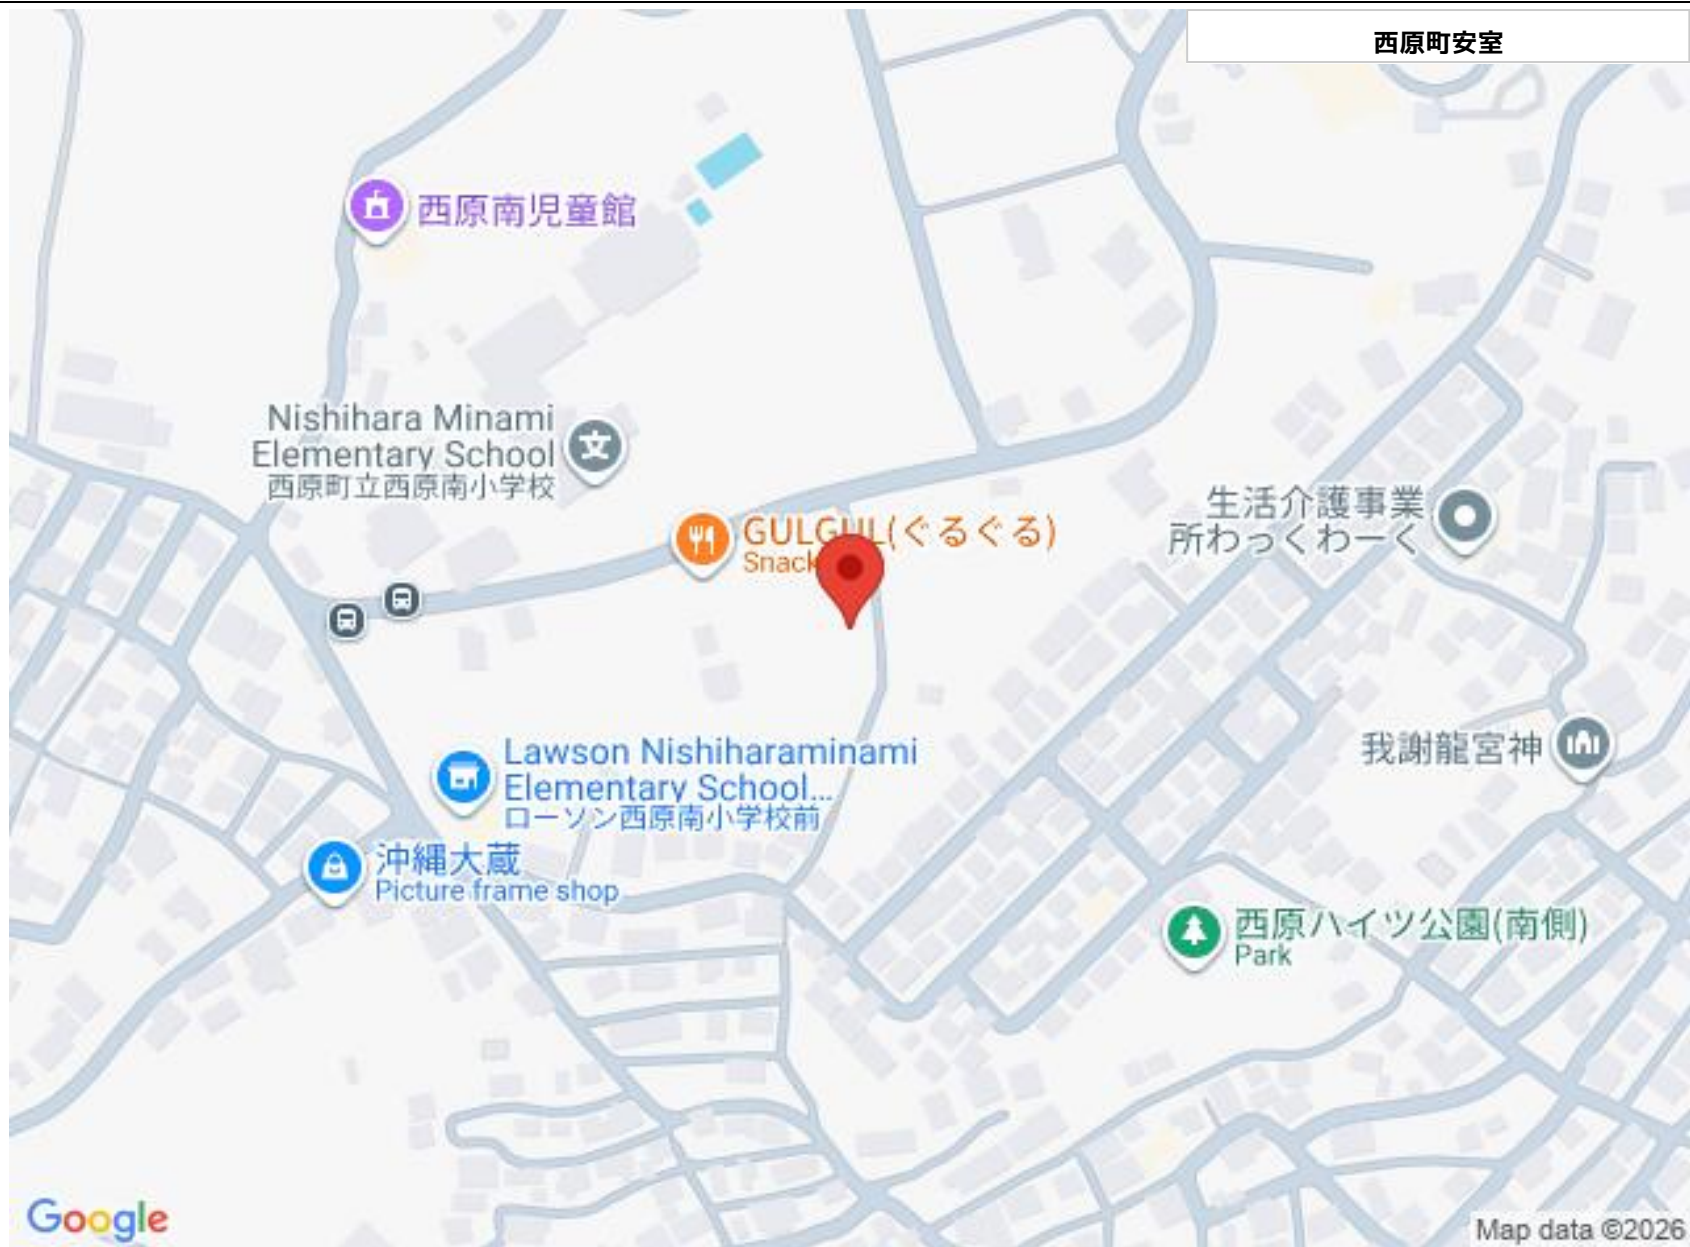 西原町安室
西原南児童館
Nishihara Minami
Elementary School
西原町立西原南小学校
GULGUL(ぐるぐる)
Snack
生活介護事業
所わっくわーく
我謝龍宮神
Lawson Nishiharaminami
Elementary School...
ローソン西原南小学校前
沖縄大蔵
Picture frame shop
西原ハイツ公園(南側)
Park
Google
Map data ©2026